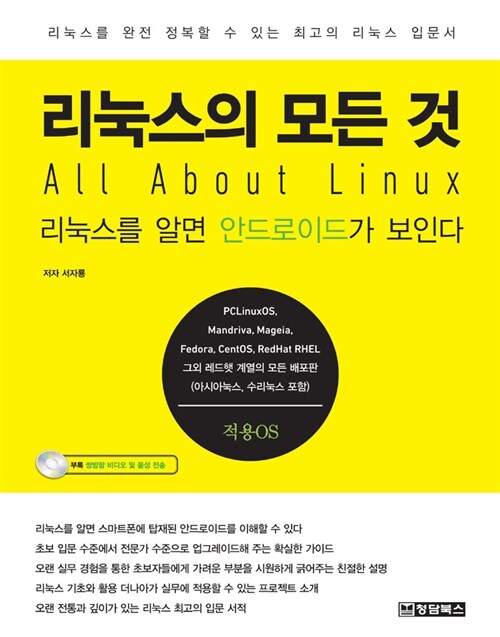 리눅스를 완전 정복할 수 있는 최고의 리눅스 입문서
리눅스의 모든 것
All About Linux
리눅스를 알면 안드로이드가 보인다
저자 서자룡
PCLinuxOS,
Mandriva, Mageia,
Fedora, CentOS, RedHat RHEL
그외 레드햇 계열의 모든 배포판
(아시아눅스, 수리눅스 포함)
적용OS
부록 쌍방향 비디오 및 음성 전송
리눅스를 알면 스마트폰에 탑재된 안드로이드를 이해할 수 있다
초보 입문 수준에서 전문가 수준으로 업그레이드해 주는 확실한 가이드
오랜 실무 경험을 통한 초보자들에게 가려운 부분을 시원하게 긁어주는 친절한 설명
리눅스 기초와 활용 더나아가 실무에 적용할 수 있는 프로젝트 소개
오랜 전통과 깊이가 있는 리눅스 최고의 입문 서적
청담북스